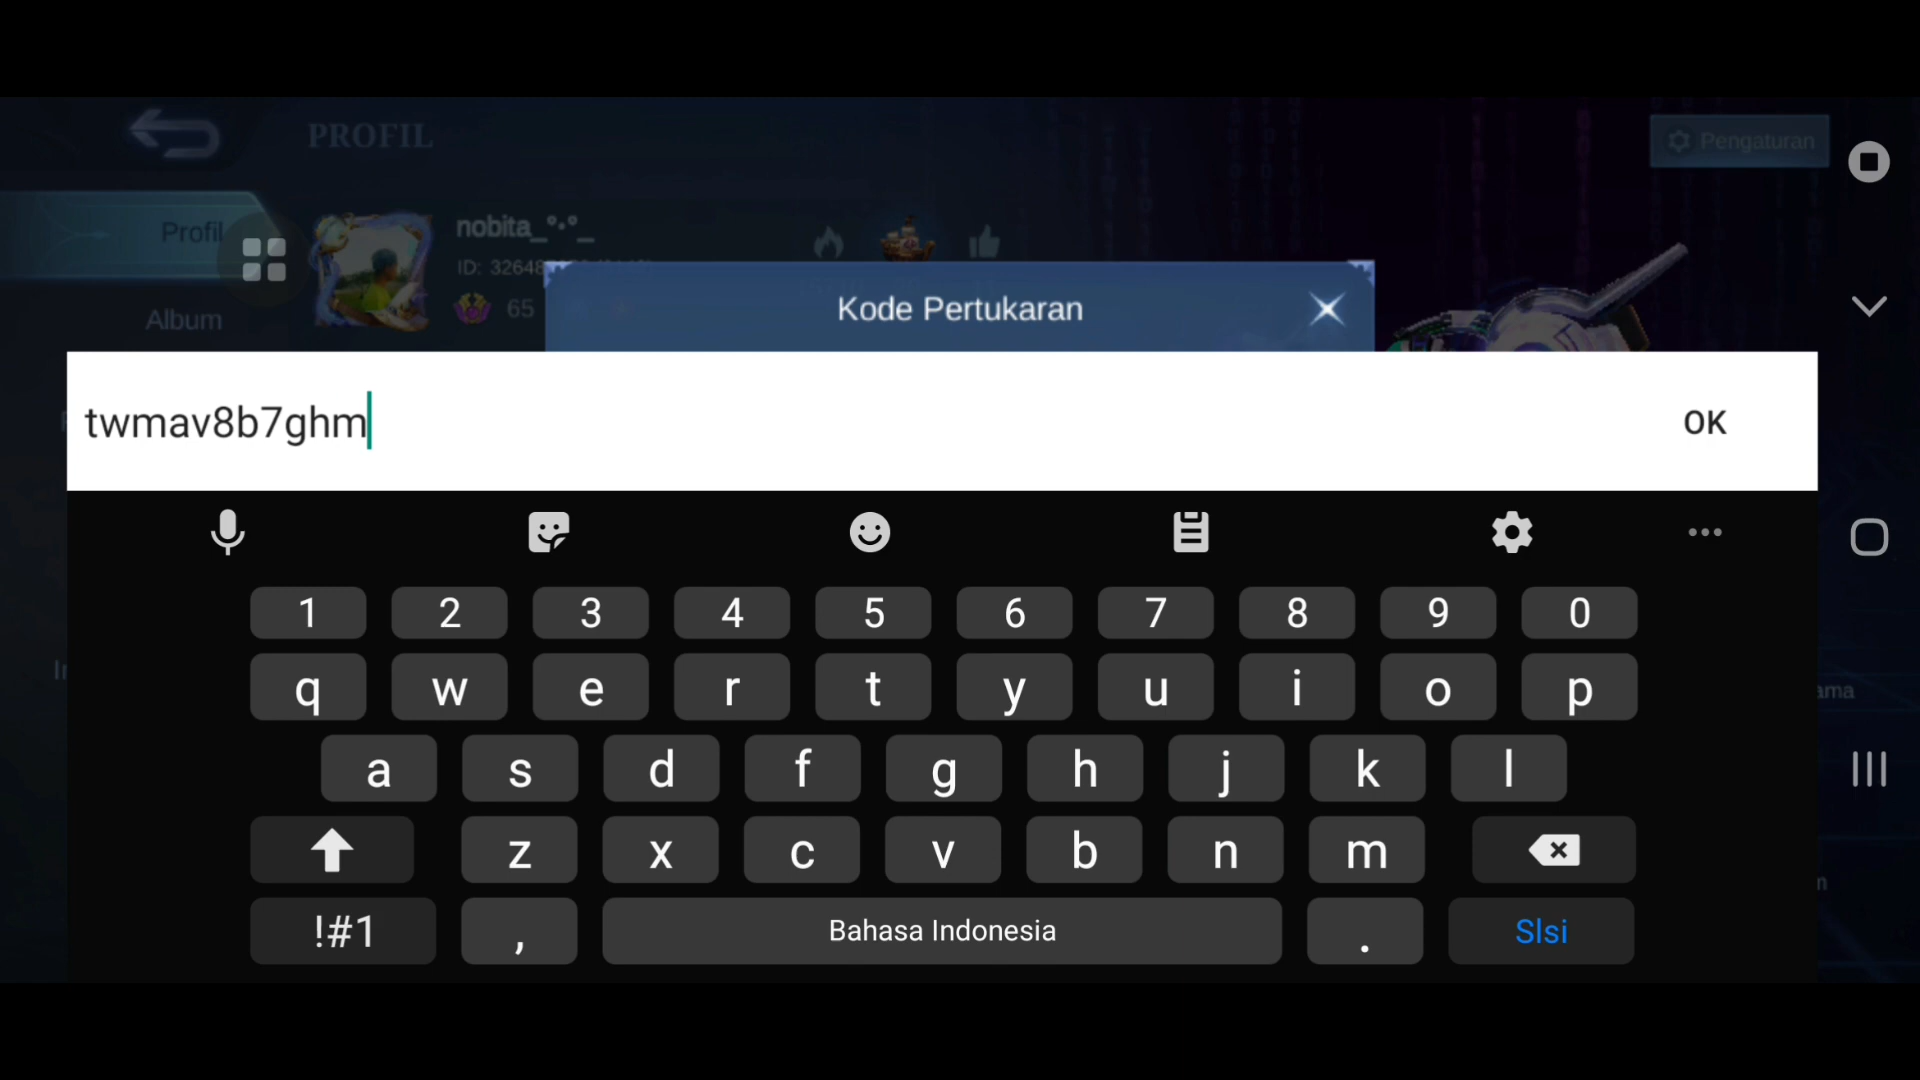 PROFIL
Pengaturan
Profil
nobita_°·°_
65
Album
Kode Pertukaran
twmav8b7ghm
OK
1 2 3 4 5 6 7 8 9 0
q w e r t y u i o p
a s d f g h j k l
z x c v b n m
!#1 , Bahasa Indonesia . Slsi